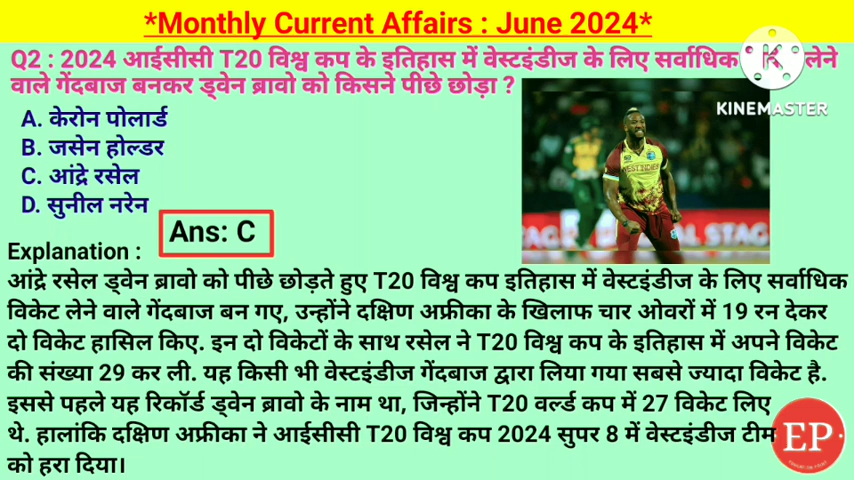 *Monthly Current Affairs : June 2024*
Q2 : 2024 आईसीसी T20 विश्व कप के इतिहास में वेस्टइंडीज के लिए सर्वाधिक लेने
वाले गेंदबाज बनकर ड्वेन ब्रावो को किसने पीछे छोड़ा ?
K
KINEMASTER
A. केरोन पोलार्ड
B. जसेन होल्डर
C. आंद्रे रसेल
D. सुनील नरेन
Ans: C
Explanation :
आंद्रे रसेल ड्वेन ब्रावो को पीछे छोड़ते हुए T20 विश्व कप इतिहास में वेस्टइंडीज के लिए सर्वाधिक
विकेट लेने वाले गेंदबाज बन गए, उन्होंने दक्षिण अफ्रीका के खिलाफ चार ओवरों में 19 रन देकर
दो विकेट हासिल किए. इन दो विकेटों के साथ रसेल ने T20 विश्व कप के इतिहास में अपने विकेट
की संख्या 29 कर ली. यह किसी भी वेस्टइंडीज गेंदबाज द्वारा लिया गया सबसे ज्यादा विकेट है.
इससे पहले यह रिकॉर्ड ड्वेन ब्रावो के नाम था, जिन्होंने T20 वर्ल्ड कप में 27 विकेट लिए
थे. हालांकि दक्षिण अफ्रीका ने आईसीसी T20 विश्व कप 2024 सुपर 8 में वेस्टइंडीज टीम
को हरा दिया।
EP